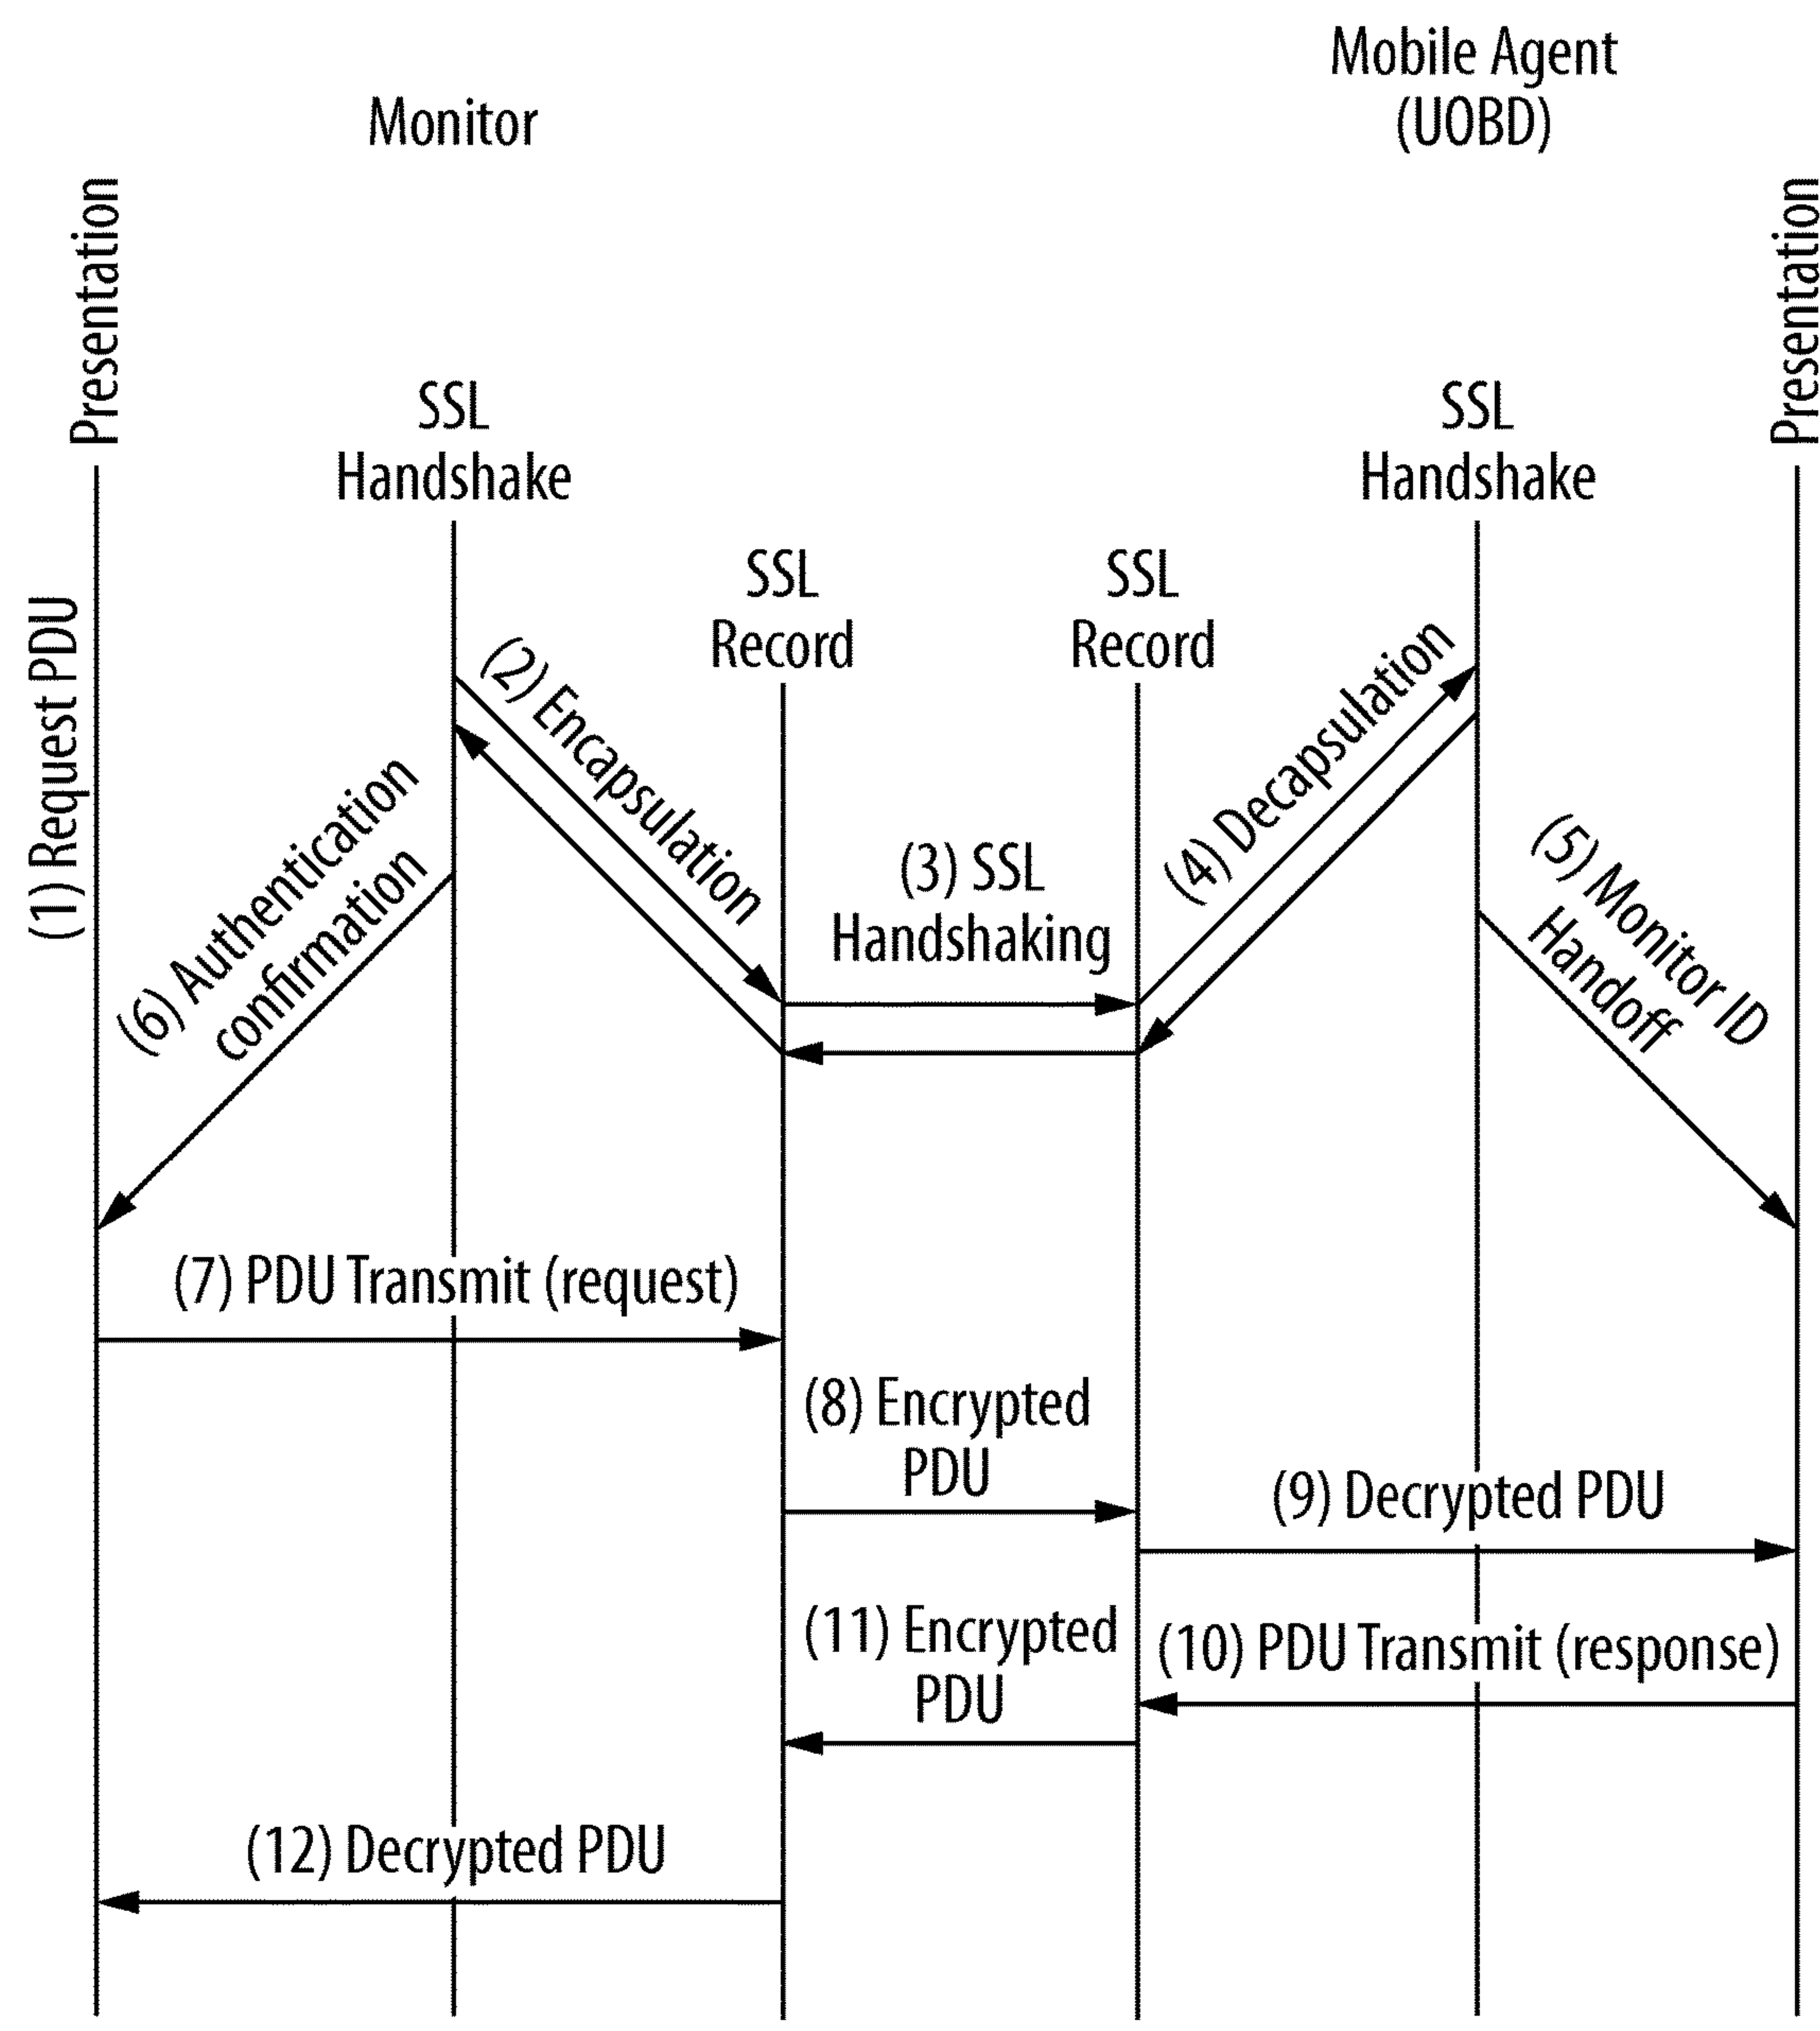 Mobile Agent
(UOBD)
Monitor
Presentation
Presentation
SSL
Handshake
SSL
Handshake
SSL
Record
SSL
Record
(1) Request PDU
(2) Encapsulation
(3) SSL
Handshaking
(4) Decapsulation
(5) Monitor ID
Handoff
(6) Authentication
confirmation
(7) PDU Transmit (request)
(8) Encrypted
PDU
(9) Decrypted PDU
(10) PDU Transmit (response)
(11) Encrypted
PDU
(12) Decrypted PDU